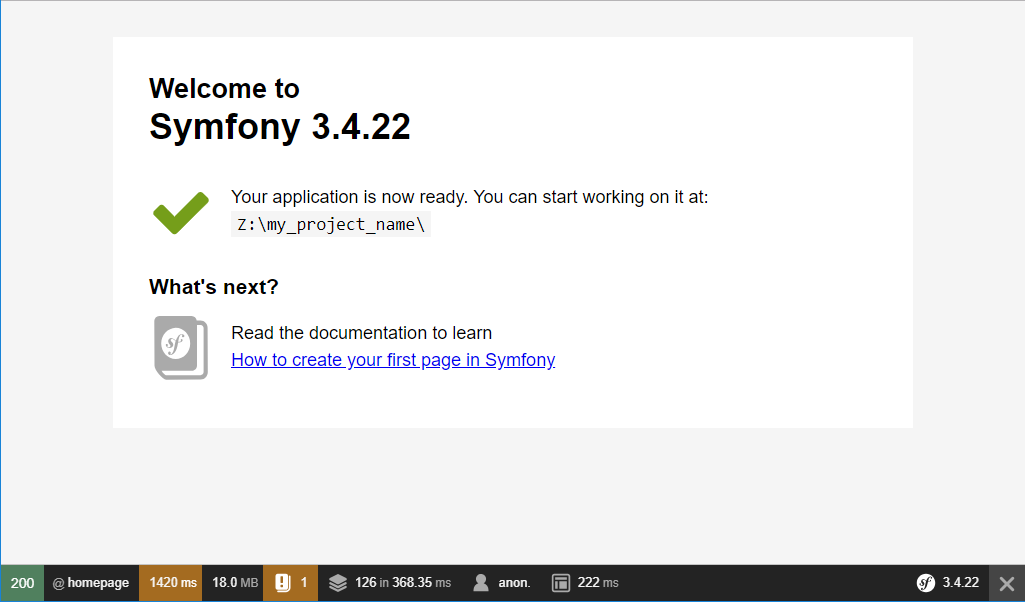 Welcome to
Symfony 3.4.22
Your application is now ready. You can start working on it at:
Z:\my_project_name\
What's next?
sf
Read the documentation to learn
How to create your first page in Symfony
200 @ homepage 1420 ms 18.0 MB 1 126 in 368.35 ms anon. 222 ms sf 3.4.22